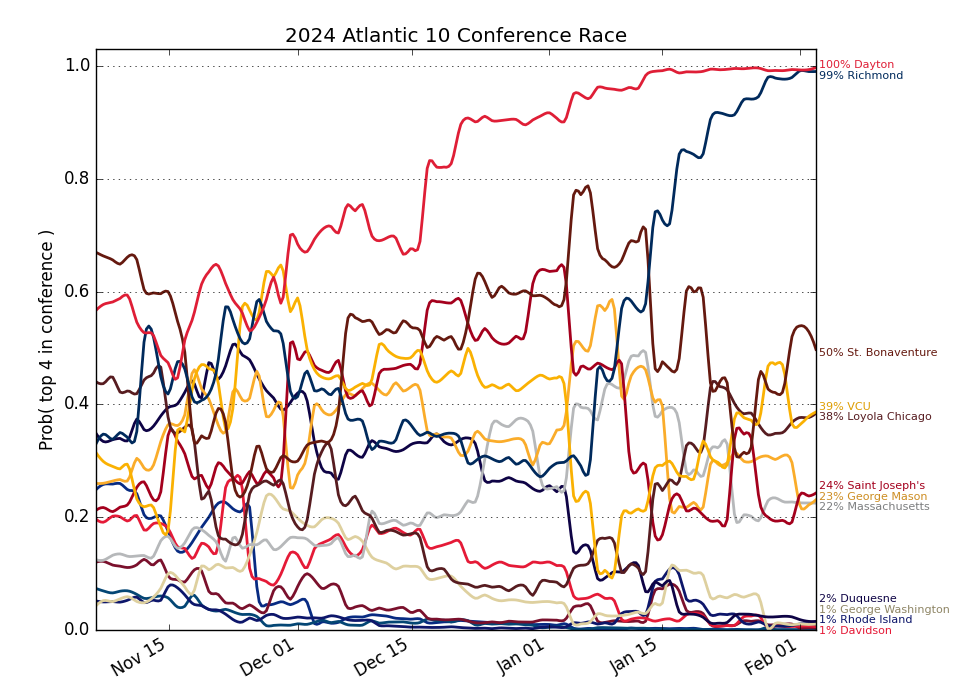 2024 Atlantic 10 Conference Race
Prob( top 4 in conference )
1.0
0.8
0.6
0.4
0.2
0.0
Nov 15
Dec 01
Dec 15
Jan 01
Jan 15
Feb 01
100% Dayton
99% Richmond
50% St. Bonaventure
39% VCU
38% Loyola Chicago
24% Saint Joseph's
23% George Mason
22% Massachusetts
2% Duquesne
1% George Washington
1% Rhode Island
1% Davidson